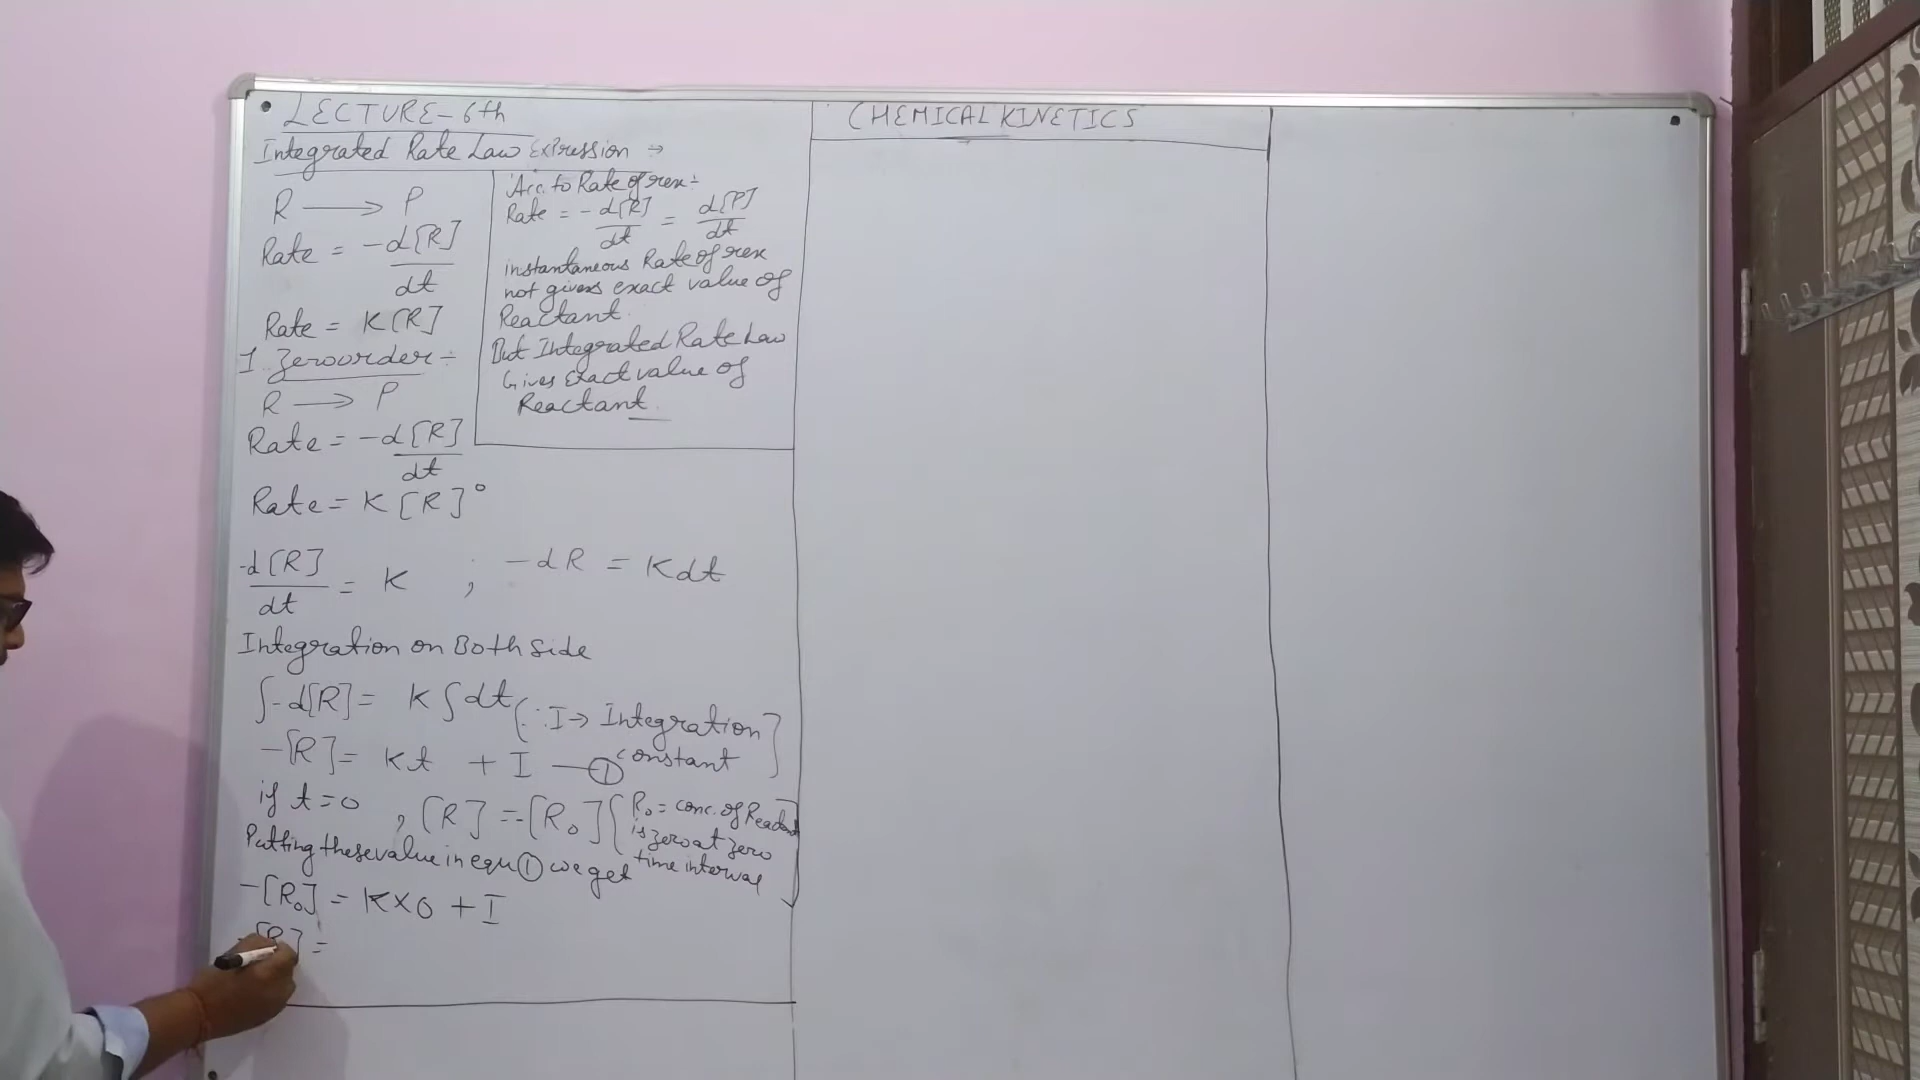 LECTURE-6th
CHEMICAL KINETICS
Integrated Rate Law Expression →
R ⟶ P
Rate = -d[R]/dt
Rate = K[R]
Acc. to Rate of rex:-
Rate = -d[R]/dt = d[P]/dt
instantaneous Rate of rex
not gives exact value of
Reactant.
But Integrated Rate Law
Gives Exact value of
Reactant.
1. Zero order:-
R ⟶ P
Rate = -d[R]/dt
Rate = K[R]⁰
-d[R]/dt = K ; -dR = Kdt
Integration on Both Side
∫-d[R] = K∫dt
{∵ I → Integration
constant}
-[R] = Kt + I —①
if t=0 , [R] = -[R₀]
{R₀ = conc. of Reactant
is zero at zero
time interval
Putting these value in equ ① we get
-[R₀] = K×0 + I
-[R] =